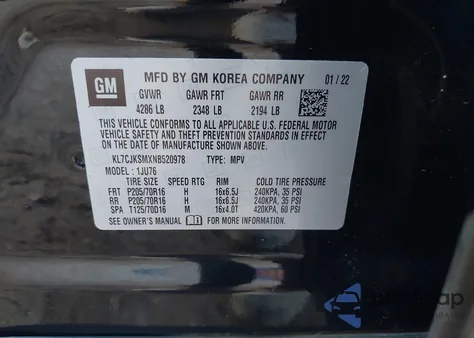 GM
MFD BY GM KOREA COMPANY 01 / 22
GVWR GAWR FRT GAWR RR
4286 LB 2348 LB 2194 LB
THIS VEHICLE CONFORMS TO ALL APPLICABLE U.S. FEDERAL MOTOR
VEHICLE SAFETY AND THEFT PREVENTION STANDARDS IN EFFECT
ON THE DATE OF MANUFACTURE SHOWN ABOVE.
KL7CJKSMXNB520978 TYPE: MPV
MODEL : 1JU76
TIRE SIZE SPEED RTG RIM COLD TIRE PRESSURE
FRT P205/70R16 H 16x6.5J 240KPA, 35 PSI
RR P205/70R16 H 16x6.5J 240KPA, 35 PSI
SPA T125/70D16 M 16x4.0T 420KPA, 60 PSI
SEE OWNER'S MANUAL FOR MORE INFORMATION.